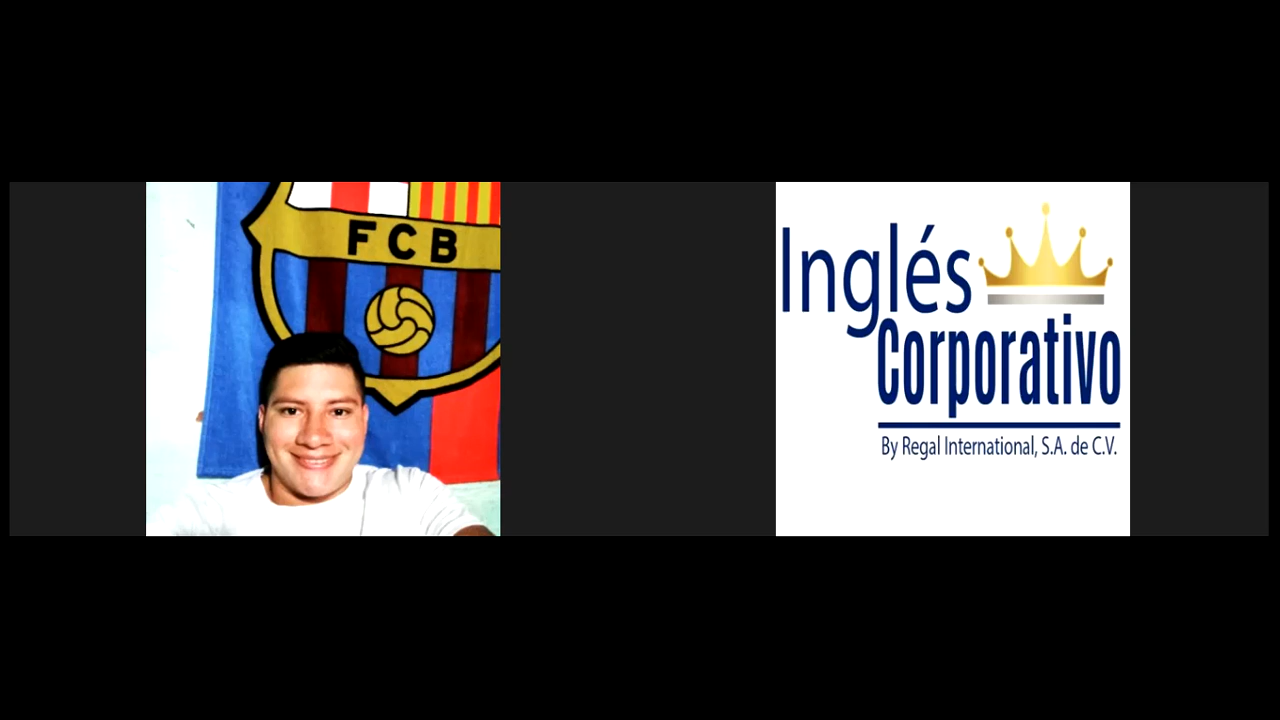 FCB
Inglés
Corporativo
By Regal International, S.A. de C.V.